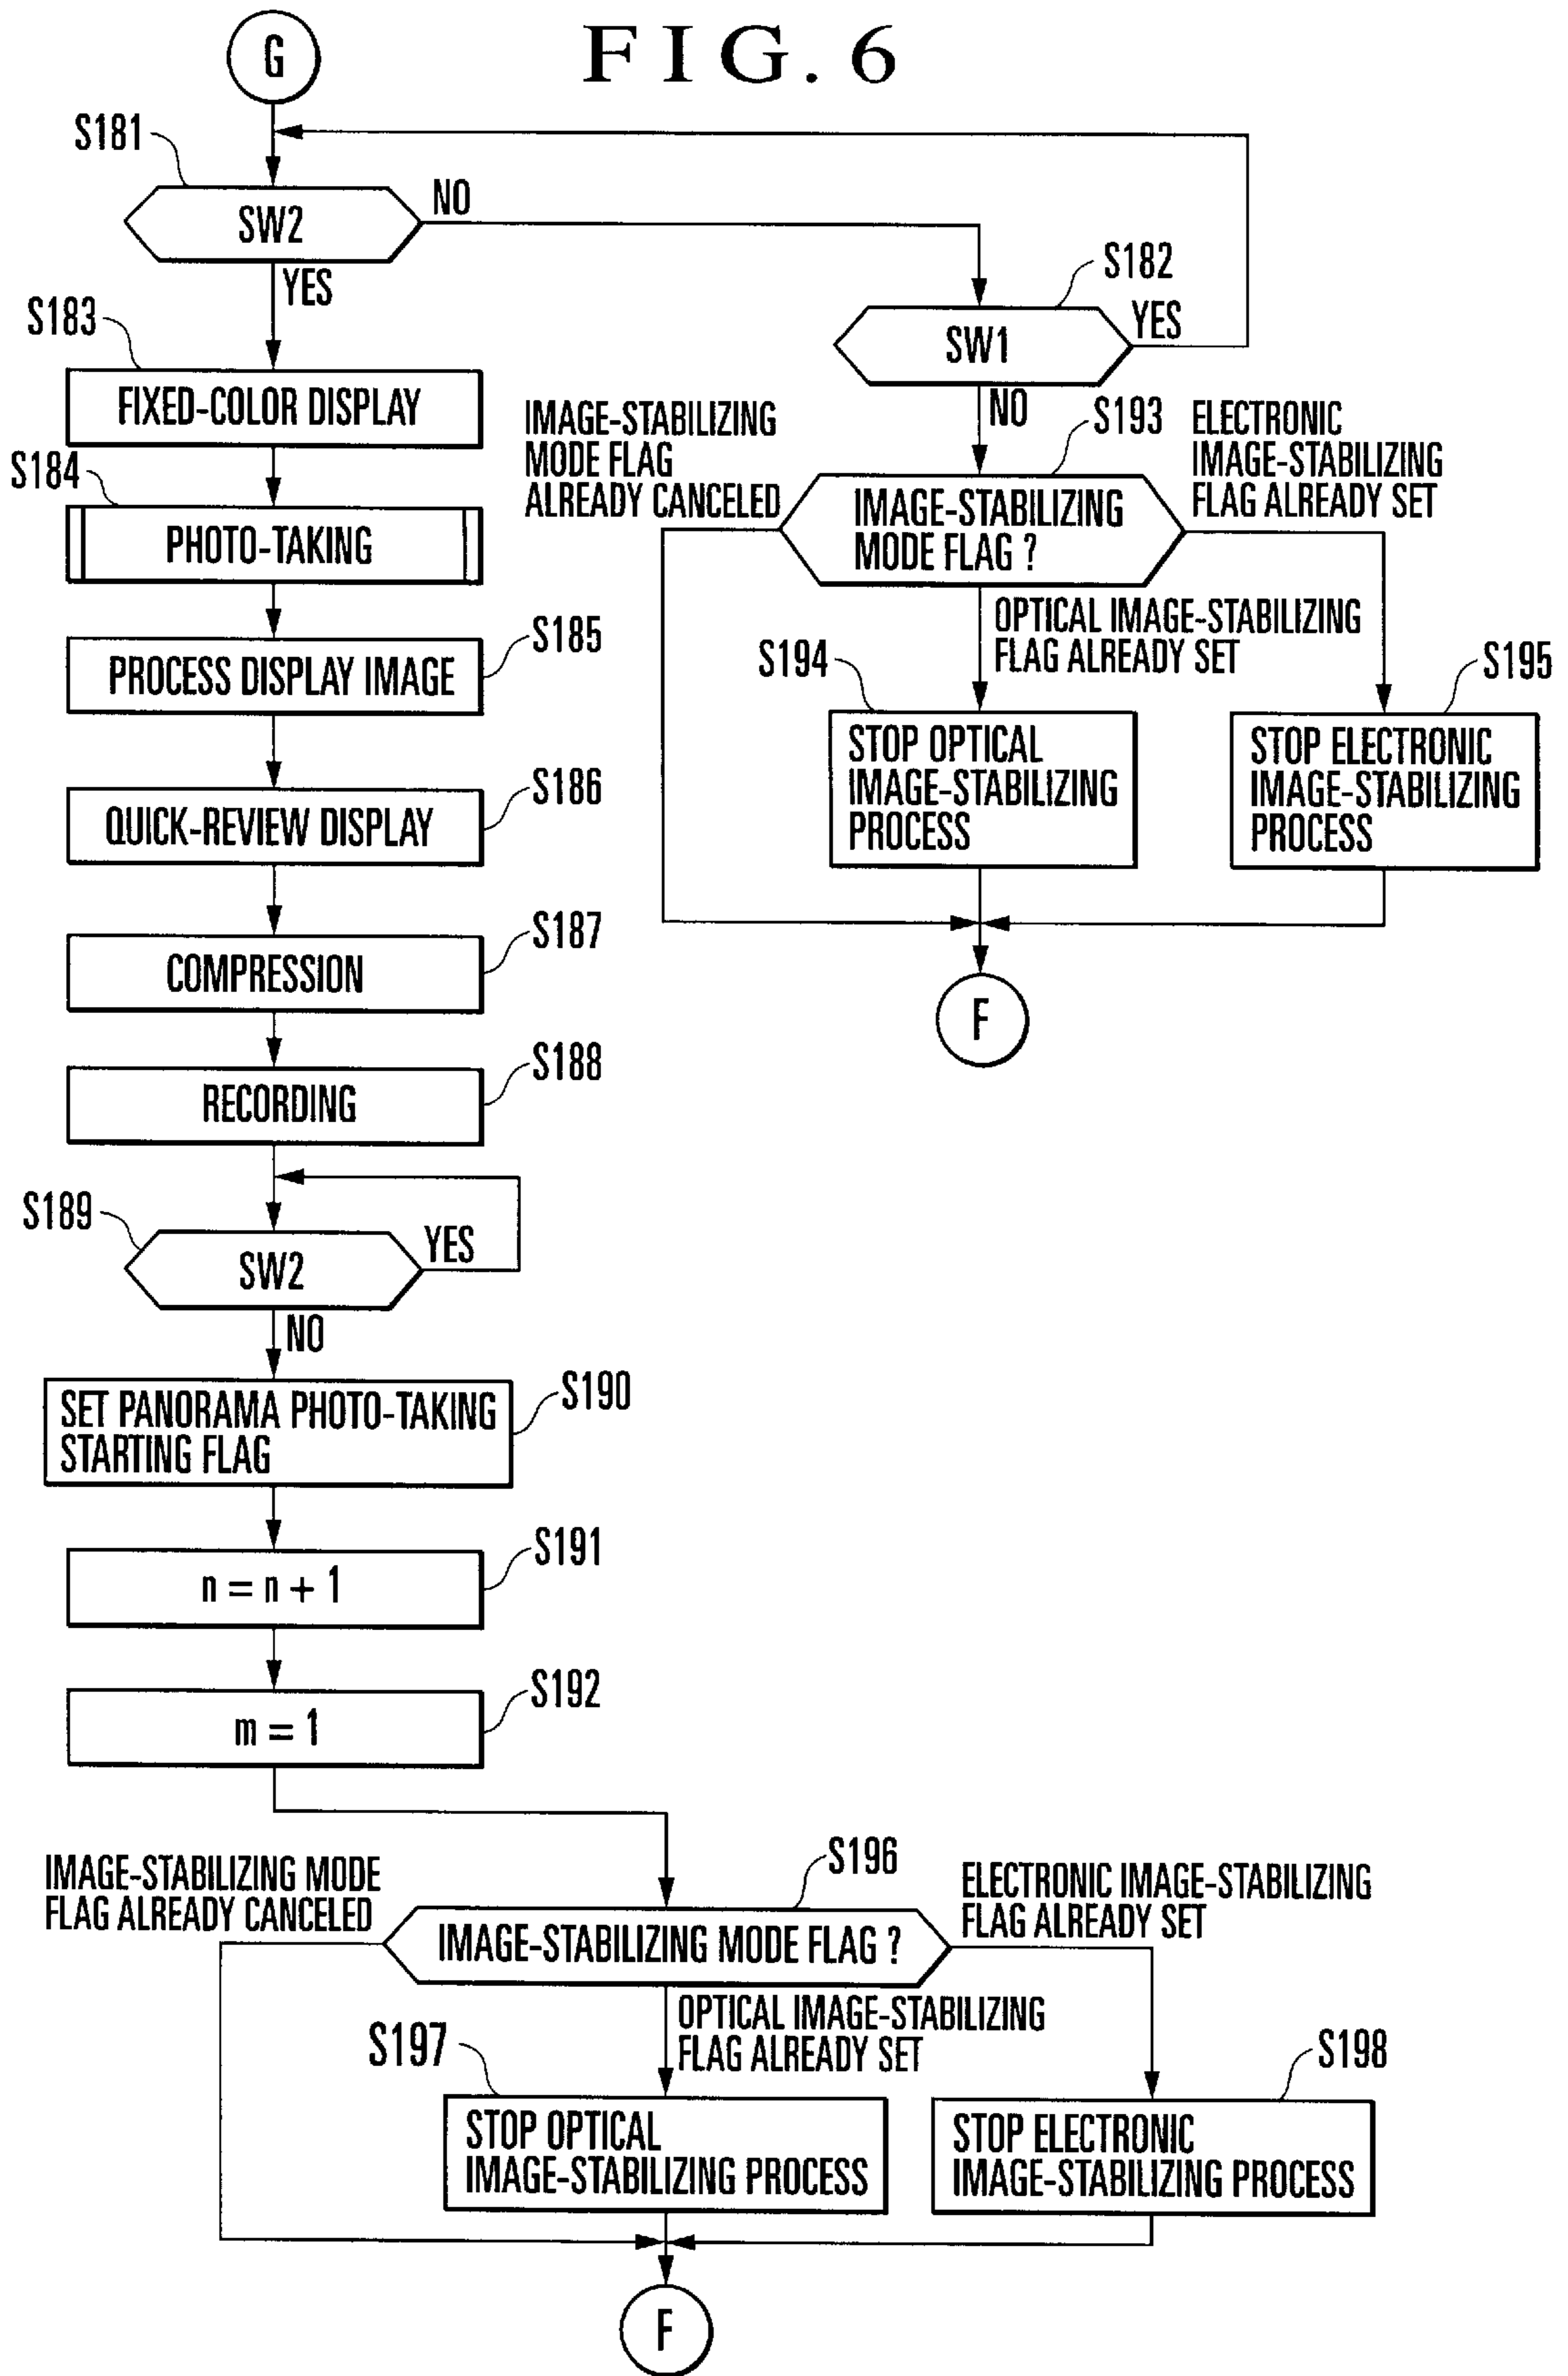 FIG. 6
G
S181
SW2
NO
YES
S182
SW1
YES
NO
S183
FIXED-COLOR DISPLAY
S184
PHOTO-TAKING
S185
PROCESS DISPLAY IMAGE
S186
QUICK-REVIEW DISPLAY
S187
COMPRESSION
S188
RECORDING
S189
SW2
YES
NO
S190
SET PANORAMA PHOTO-TAKING
STARTING FLAG
S191
n = n + 1
S192
m = 1
IMAGE-STABILIZING
MODE FLAG
ALREADY CANCELED
S193
IMAGE-STABILIZING
MODE FLAG ?
ELECTRONIC
IMAGE-STABILIZING
FLAG ALREADY SET
OPTICAL IMAGE-STABILIZING
FLAG ALREADY SET
S194
STOP OPTICAL
IMAGE-STABILIZING
PROCESS
S195
STOP ELECTRONIC
IMAGE-STABILIZING
PROCESS
F
IMAGE-STABILIZING MODE
FLAG ALREADY CANCELED
S196
IMAGE-STABILIZING MODE FLAG ?
ELECTRONIC IMAGE-STABILIZING
FLAG ALREADY SET
OPTICAL IMAGE-STABILIZING
FLAG ALREADY SET
S197
STOP OPTICAL
IMAGE-STABILIZING PROCESS
S198
STOP ELECTRONIC
IMAGE-STABILIZING PROCESS
F